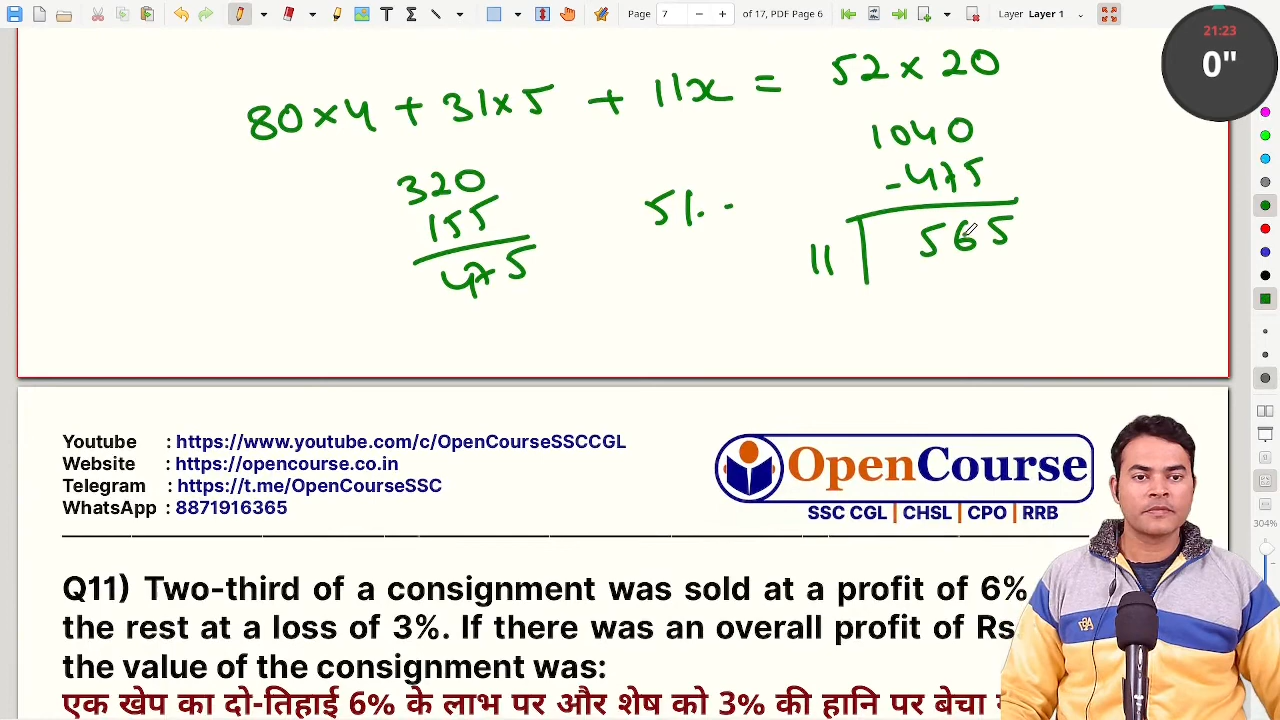 Page 7 of 17, PDF Page 6 Layer Layer 1
21:23
0"
80×4 + 31×5 + 11x = 52×20
320
155
475
51. -
1040
-475
11 565
304%
Youtube : https://www.youtube.com/c/OpenCourseSSCCGL
Website : https://opencourse.co.in
Telegram : https://t.me/OpenCourseSSC
WhatsApp : 8871916365
OpenCourse
SSC CGL | CHSL | CPO | RRB
Q11) Two-third of a consignment was sold at a profit of 6%
the rest at a loss of 3%. If there was an overall profit of Rs.
the value of the consignment was:
एक खेप का दो-तिहाई 6% के लाभ पर और शेष को 3% की हानि पर बेचा